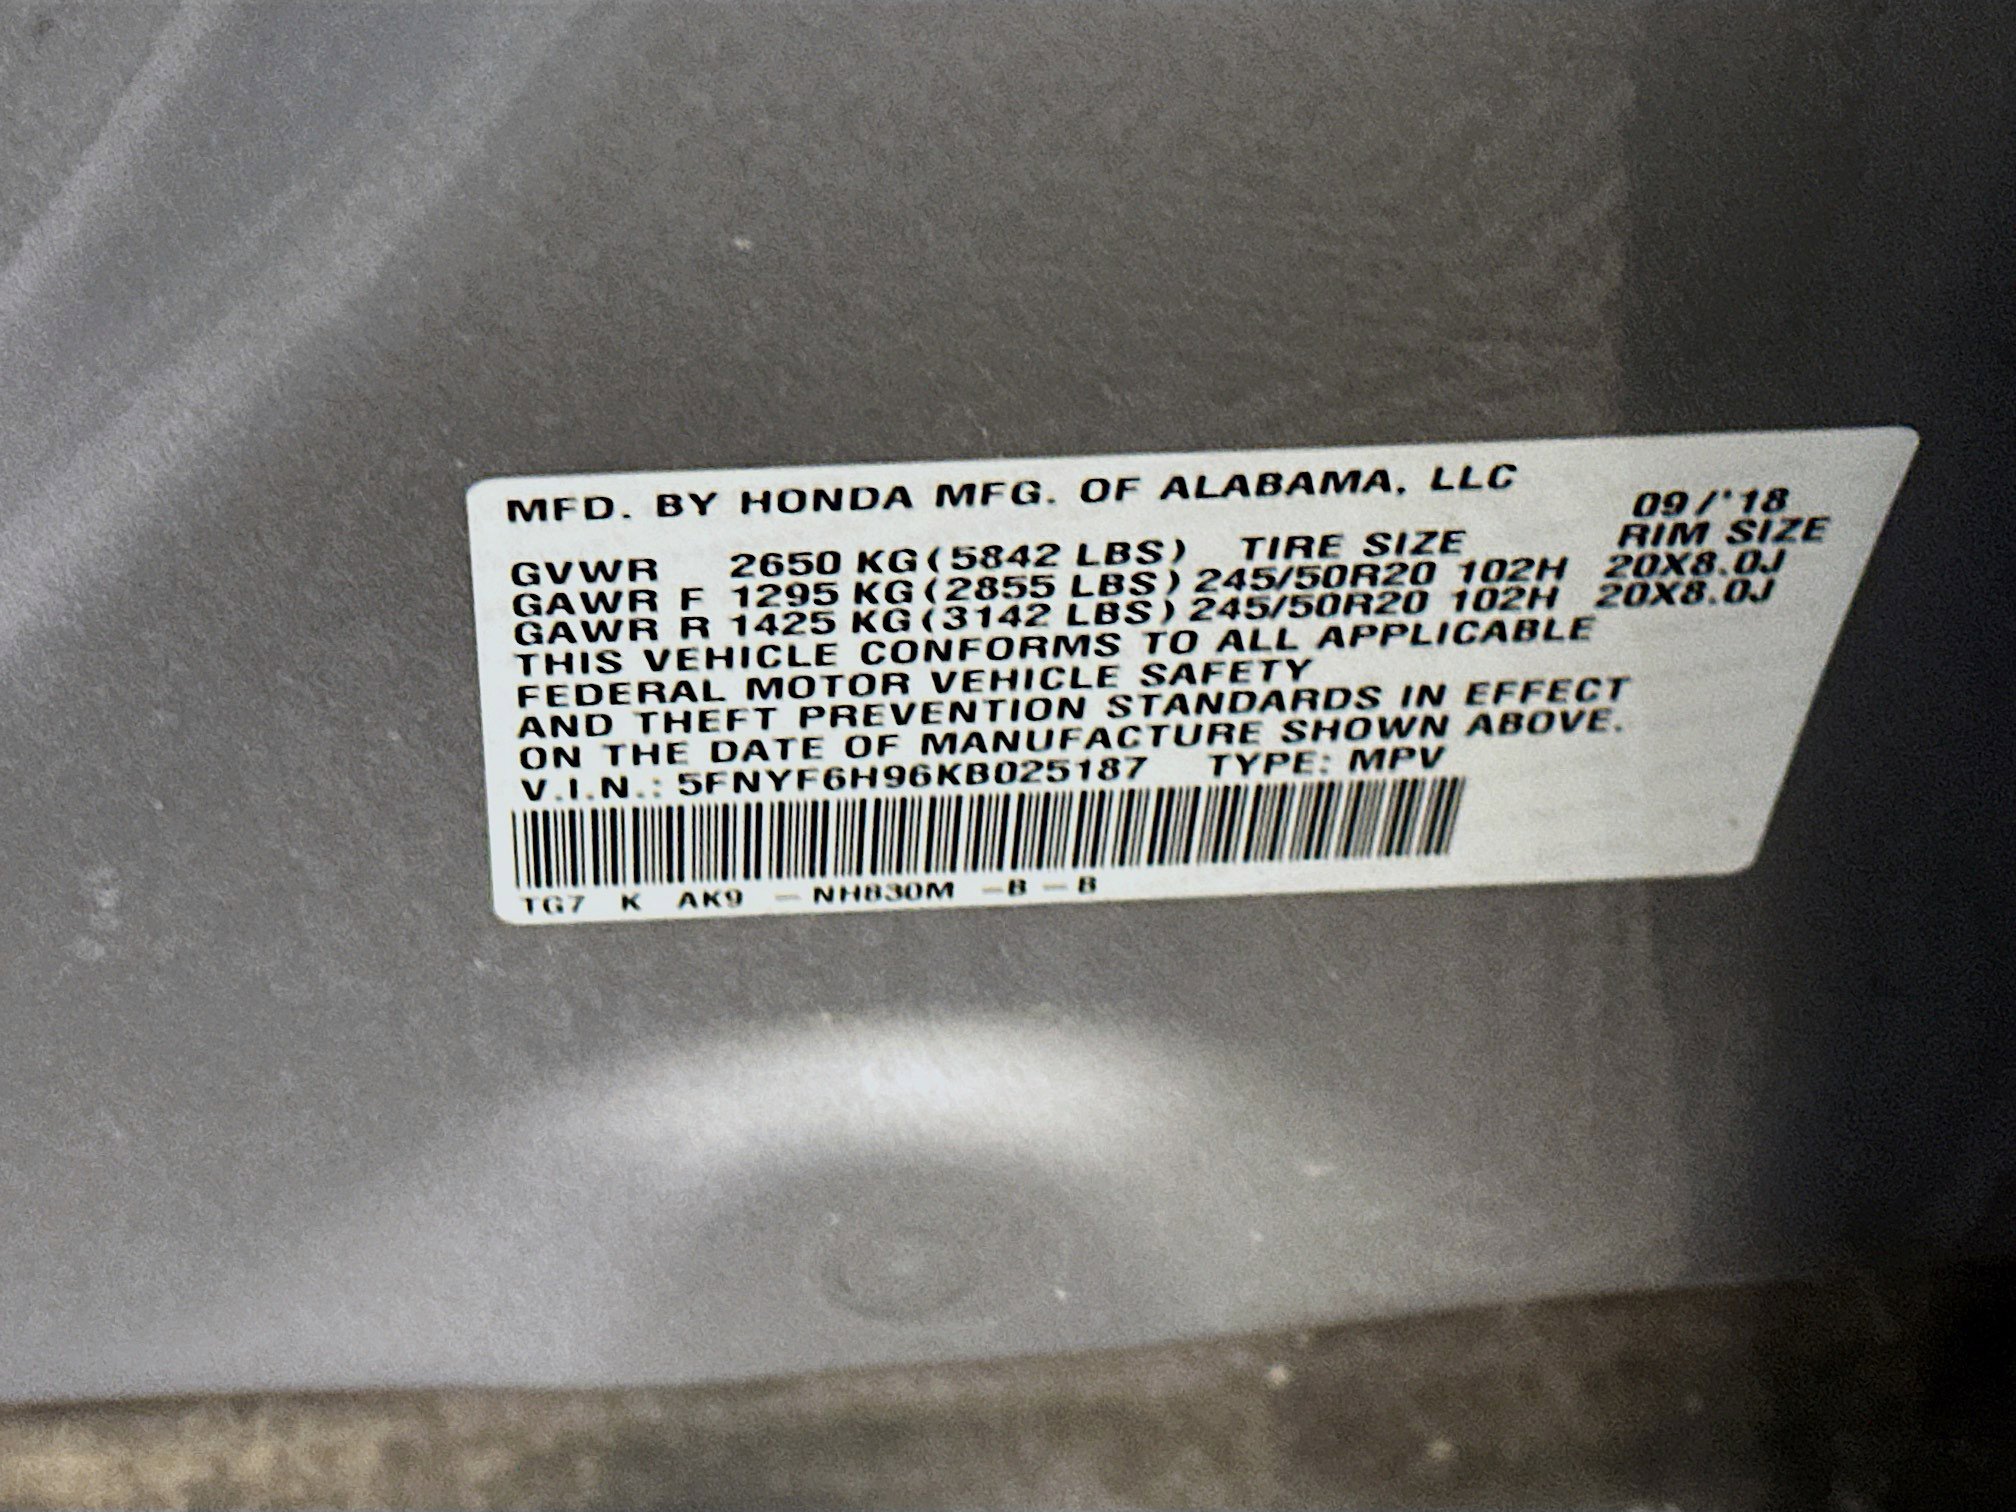 MFD. BY HONDA MFG. OF ALABAMA, LLC 09/'18
GVWR 2650 KG (5842 LBS) TIRE SIZE RIM SIZE
GAWR F 1295 KG (2855 LBS) 245/50R20 102H 20X8.0J
GAWR R 1425 KG (3142 LBS) 245/50R20 102H 20X8.0J
THIS VEHICLE CONFORMS TO ALL APPLICABLE
FEDERAL MOTOR VEHICLE SAFETY
AND THEFT PREVENTION STANDARDS IN EFFECT
ON THE DATE OF MANUFACTURE SHOWN ABOVE.
V.I.N.: 5FNYF6H96KB025187 TYPE: MPV
TG7 K AK9 - NH830M - B - B